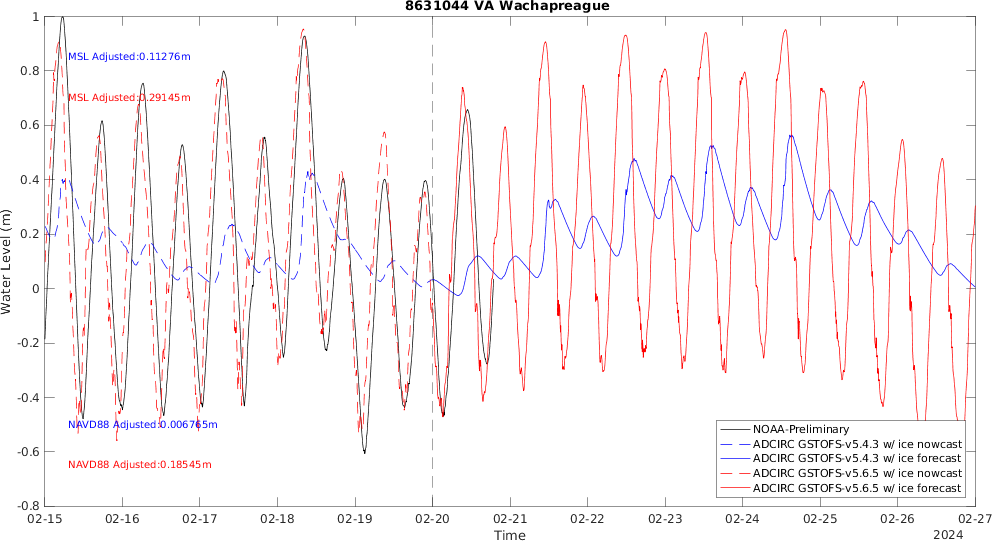 8631044 VA Wachapreague
1
0.8
0.6
0.4
0.2
0
-0.2
-0.4
-0.6
-0.8
Water Level (m)
MSL Adjusted:0.11276m
MSL Adjusted:0.29145m
NAVD88 Adjusted:0.006765m
NAVD88 Adjusted:0.18545m
NOAA-Preliminary
ADCIRC GSTOFS-v5.4.3 w/ ice nowcast
ADCIRC GSTOFS-v5.4.3 w/ ice forecast
ADCIRC GSTOFS-v5.6.5 w/ ice nowcast
ADCIRC GSTOFS-v5.6.5 w/ ice forecast
02-15 02-16 02-17 02-18 02-19 02-20 02-21 02-22 02-23 02-24 02-25 02-26 02-27
Time
2024